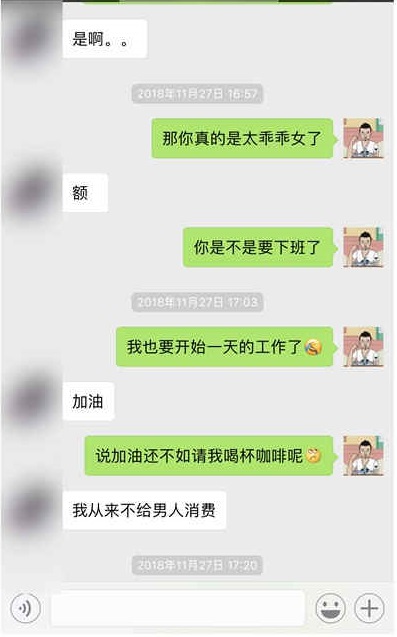 是啊。。
2018年11月27日 16:57
那你真的是太乖乖女了
额
你是不是要下班了
2018年11月27日 17:03
我也要开始一天的工作了
加油
说加油还不如请我喝杯咖啡呢
我从来不给男人消费
2018年11月27日 17:20